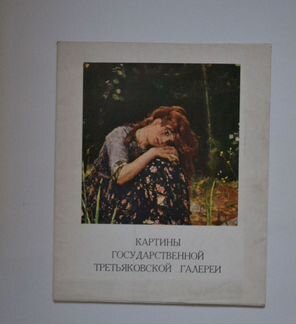 КАРТИНЫ
ГОСУДАРСТВЕННОЙ
ТРЕТЬЯКОВСКОЙ ГАЛЕРЕИ